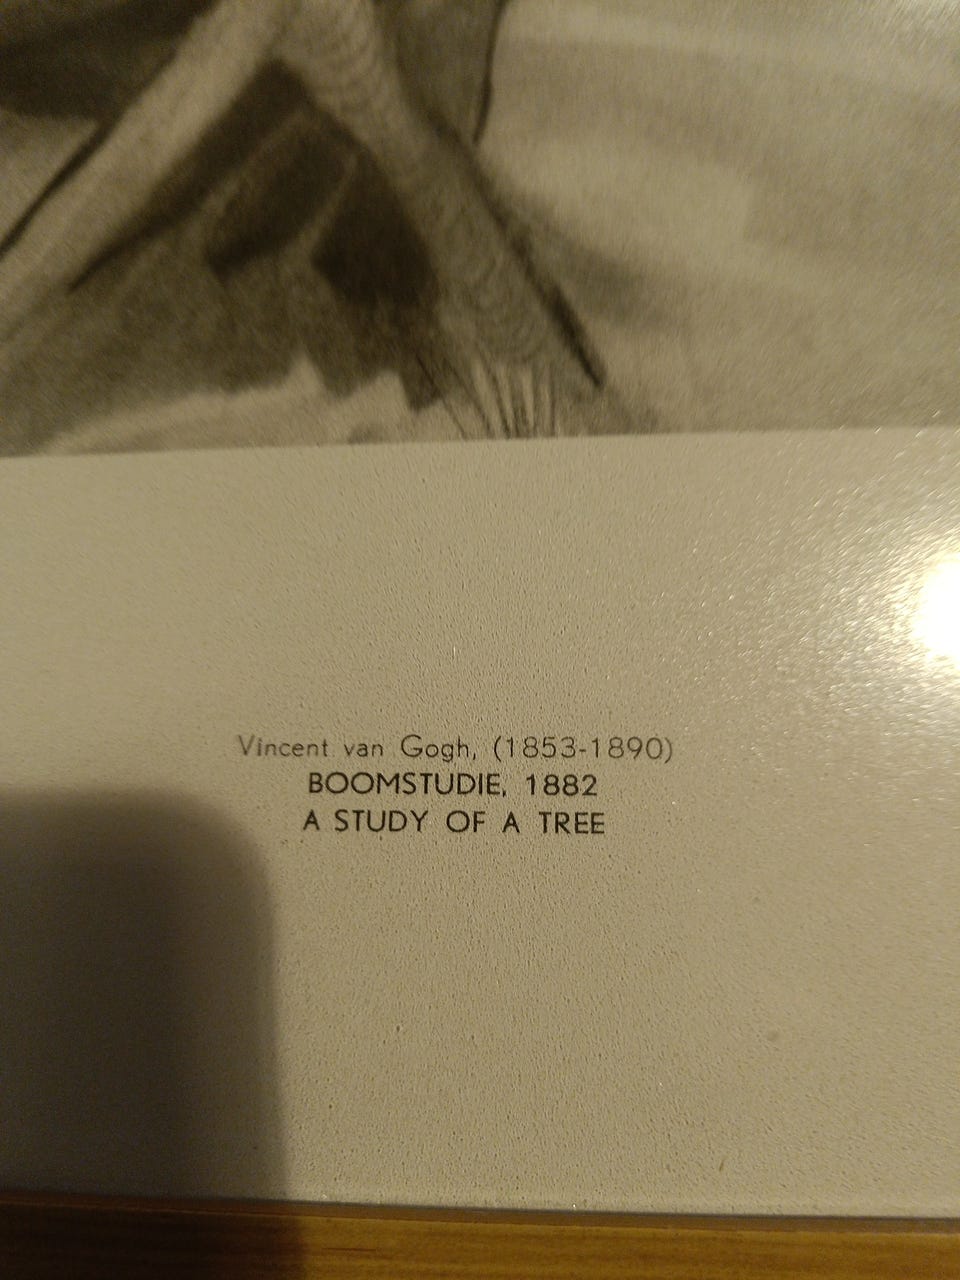 Vincent van Gogh, (1853-1890)
BOOMSTUDIE, 1882
A STUDY OF A TREE